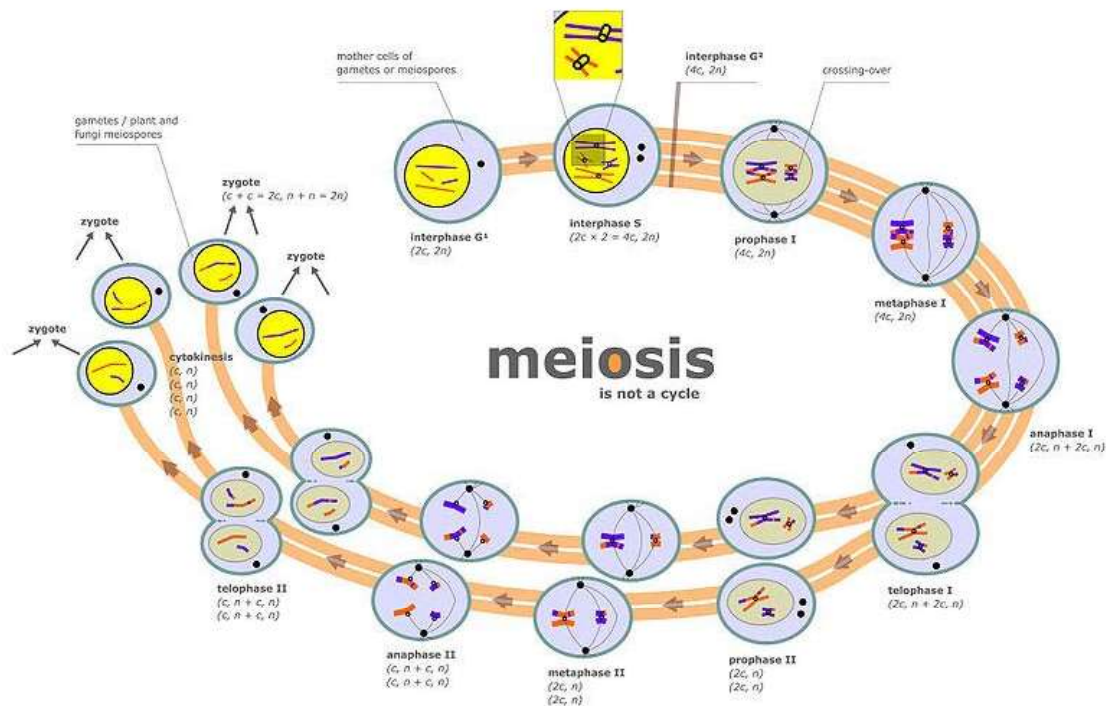 mother cells of
gametes or meiospores
interphase G²
(4c, 2n)
crossing-over
gametes / plant and
fungi meiospores
zygote
(c + c = 2c, n + n = 2n)
interphase G¹
(2c, 2n)
interphase S
(2c × 2 = 4c, 2n)
prophase I
(4c, 2n)
metaphase I
(4c, 2n)
zygote
zygote
zygote
cytokinesis
(c, n)
(c, n)
(c, n)
(c, n)
meiosis
is not a cycle
anaphase I
(2c, n + 2c, n)
telophase I
(2c, n + 2c, n)
prophase II
(2c, n)
(2c, n)
metaphase II
(2c, n)
(2c, n)
anaphase II
(c, n + c, n)
(c, n + c, n)
telophase II
(c, n + c, n)
(c, n + c, n)